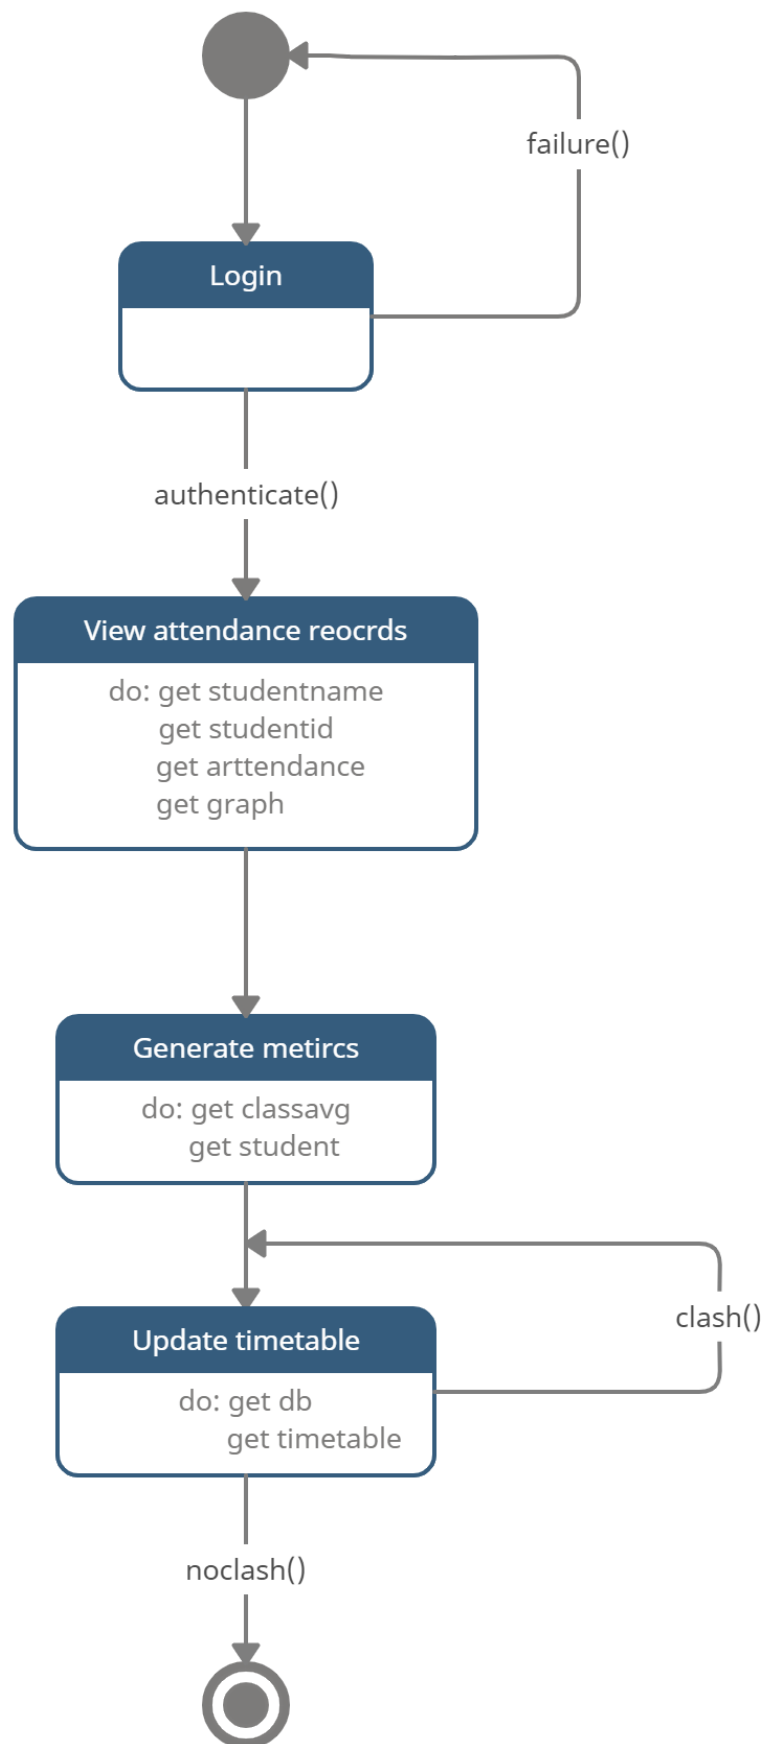 failure()
Login
authenticate()
View attendance reocrds
do: get studentname
get studentid
get arttendance
get graph
Generate metircs
do: get classavg
get student
clash()
Update timetable
do: get db
get timetable
noclash()